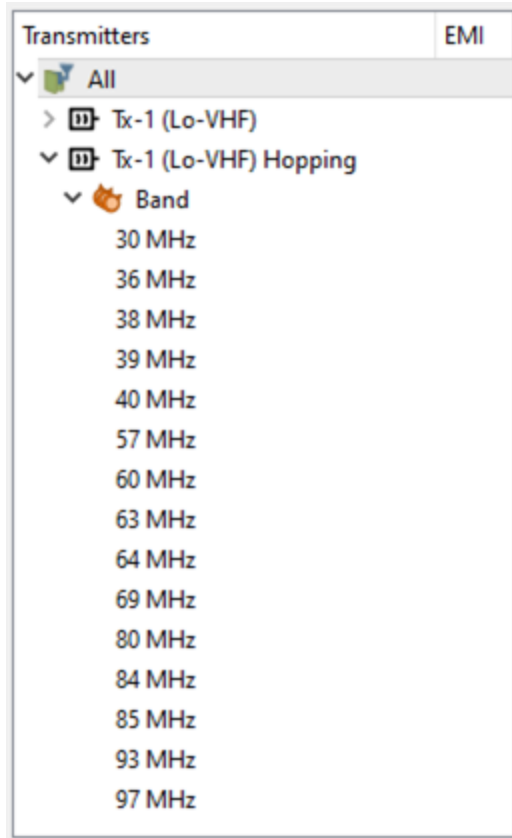 Transmitters EMI
All
Tx-1 (Lo-VHF)
Tx-1 (Lo-VHF) Hopping
Band
30 MHz
36 MHz
38 MHz
39 MHz
40 MHz
57 MHz
60 MHz
63 MHz
64 MHz
69 MHz
80 MHz
84 MHz
85 MHz
93 MHz
97 MHz